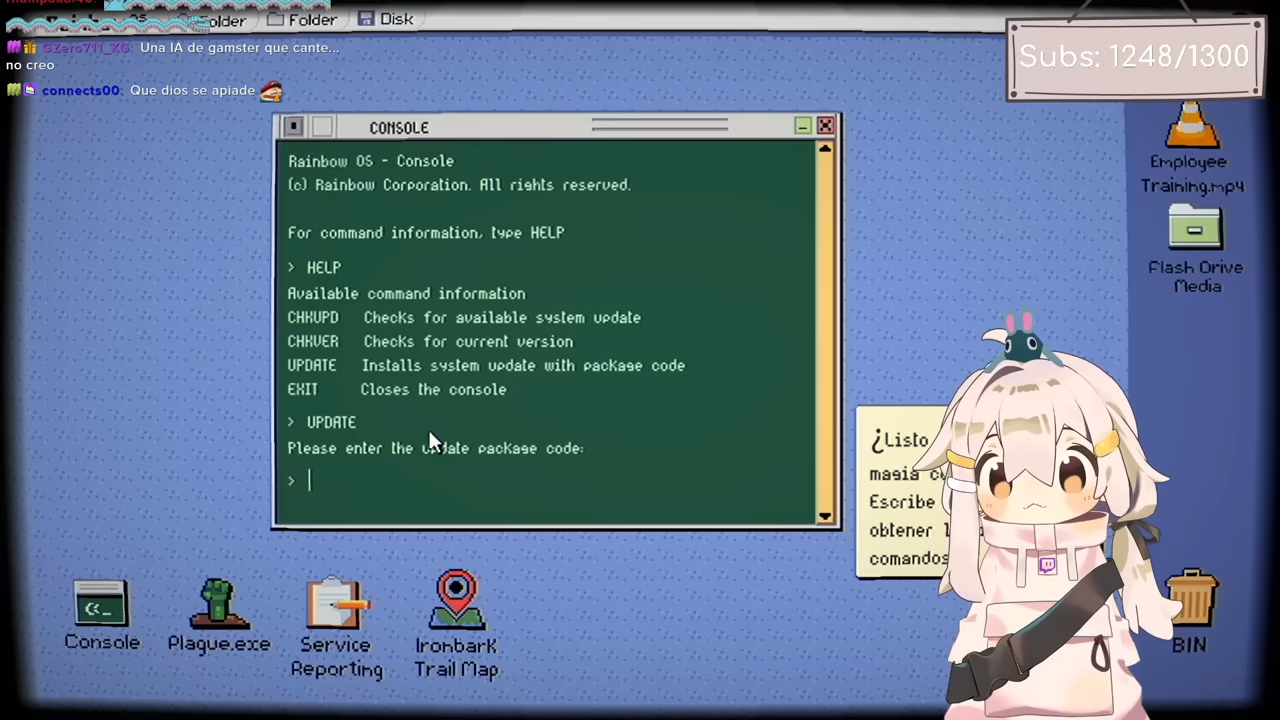 Folder
Folder
Disk
GZero711_KG: Una IA de gamster que cante...
no creo
connects00: Que dios se apiade
Subs: 1248/1300
CONSOLE
Rainbow OS - Console
(c) Rainbow Corporation. All rights reserved.
For command information, type HELP
> HELP
Available command information
CHKUPD Checks for available system update
CHKVER Checks for current version
UPDATE Installs system update with package code
EXIT Closes the console
> UPDATE
Please enter the update package code:
>
Employee
Training.mp4
Flash Drive
Media
¿Listo
magia
Escribe
obtener
comandos
Console
Plague.exe
Service
Reporting
Ironbark
Trail Map
BIN